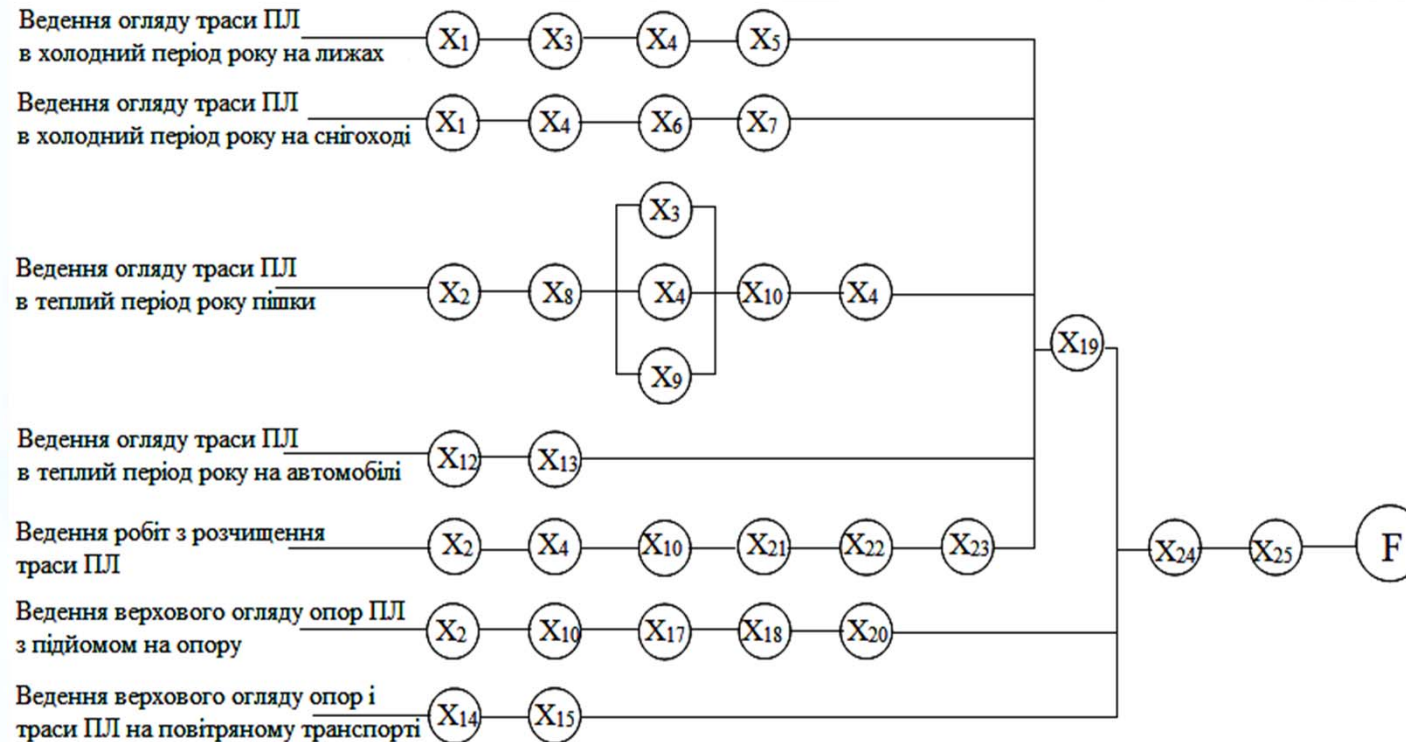 Ведення огляду траси ПЛ
в холодний період року на лижах
X1 X3 X4 X5
Ведення огляду траси ПЛ
в холодний період року на снігоході
X1 X4 X6 X7
X3
Ведення огляду траси ПЛ
в теплий період року пішки
X2 X8 X4 X10 X4
X9
X19
Ведення огляду траси ПЛ
в теплий період року на автомобілі
X12 X13
Ведення робіт з розчищення
траси ПЛ
X2 X4 X10 X21 X22 X23
X24 X25 F
Ведення верхового огляду опор ПЛ
з підйомом на опору
X2 X10 X17 X18 X20
Ведення верхового огляду опор і
траси ПЛ на повітряному транспорті
X14 X15